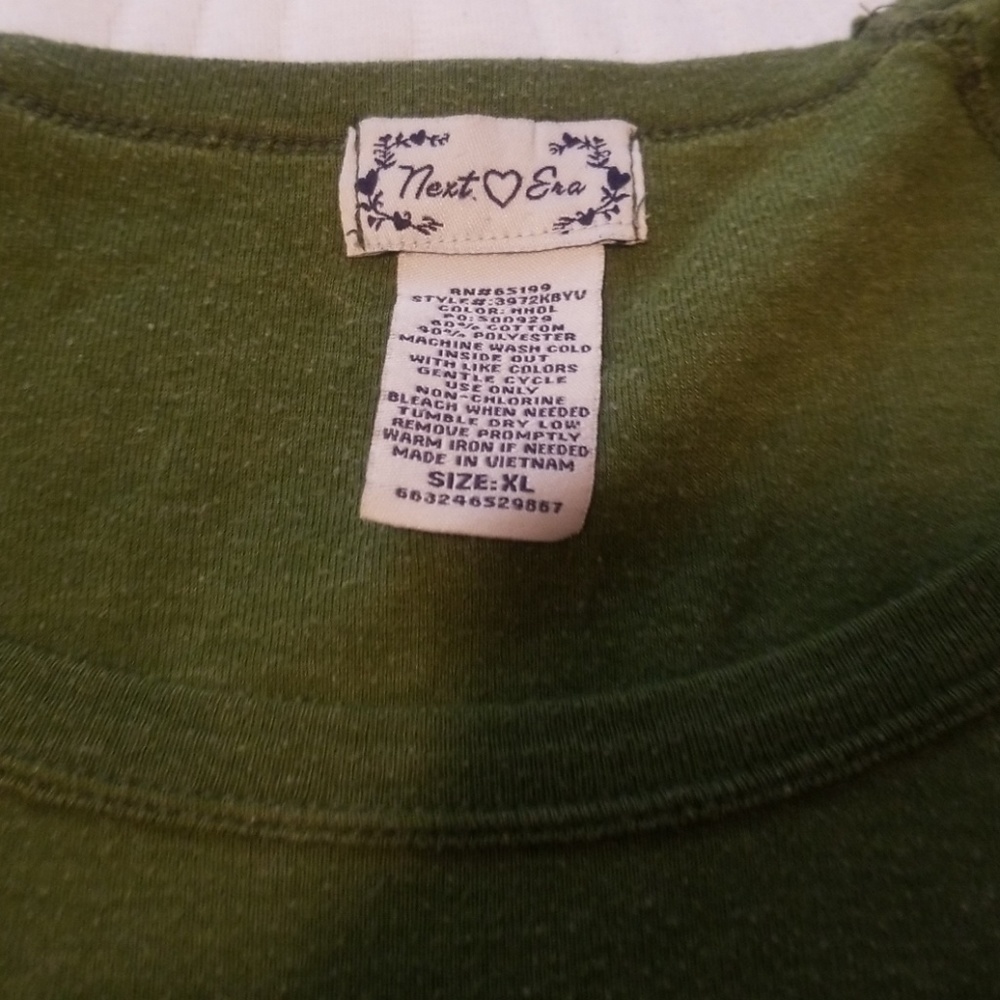 Next ♡ Era
RN#65199
STYLE#:3972KBYU
COLOR: HHOL
PO:500929
60% COTTON
40% POLYESTER
MACHINE WASH COLD
INSIDE OUT
WITH LIKE COLORS
GENTLE CYCLE
USE ONLY
NON-CHLORINE
BLEACH WHEN NEEDED
TUMBLE DRY LOW
REMOVE PROMPTLY
WARM IRON IF NEEDED
MADE IN VIETNAM
SIZE:XL
663246529867